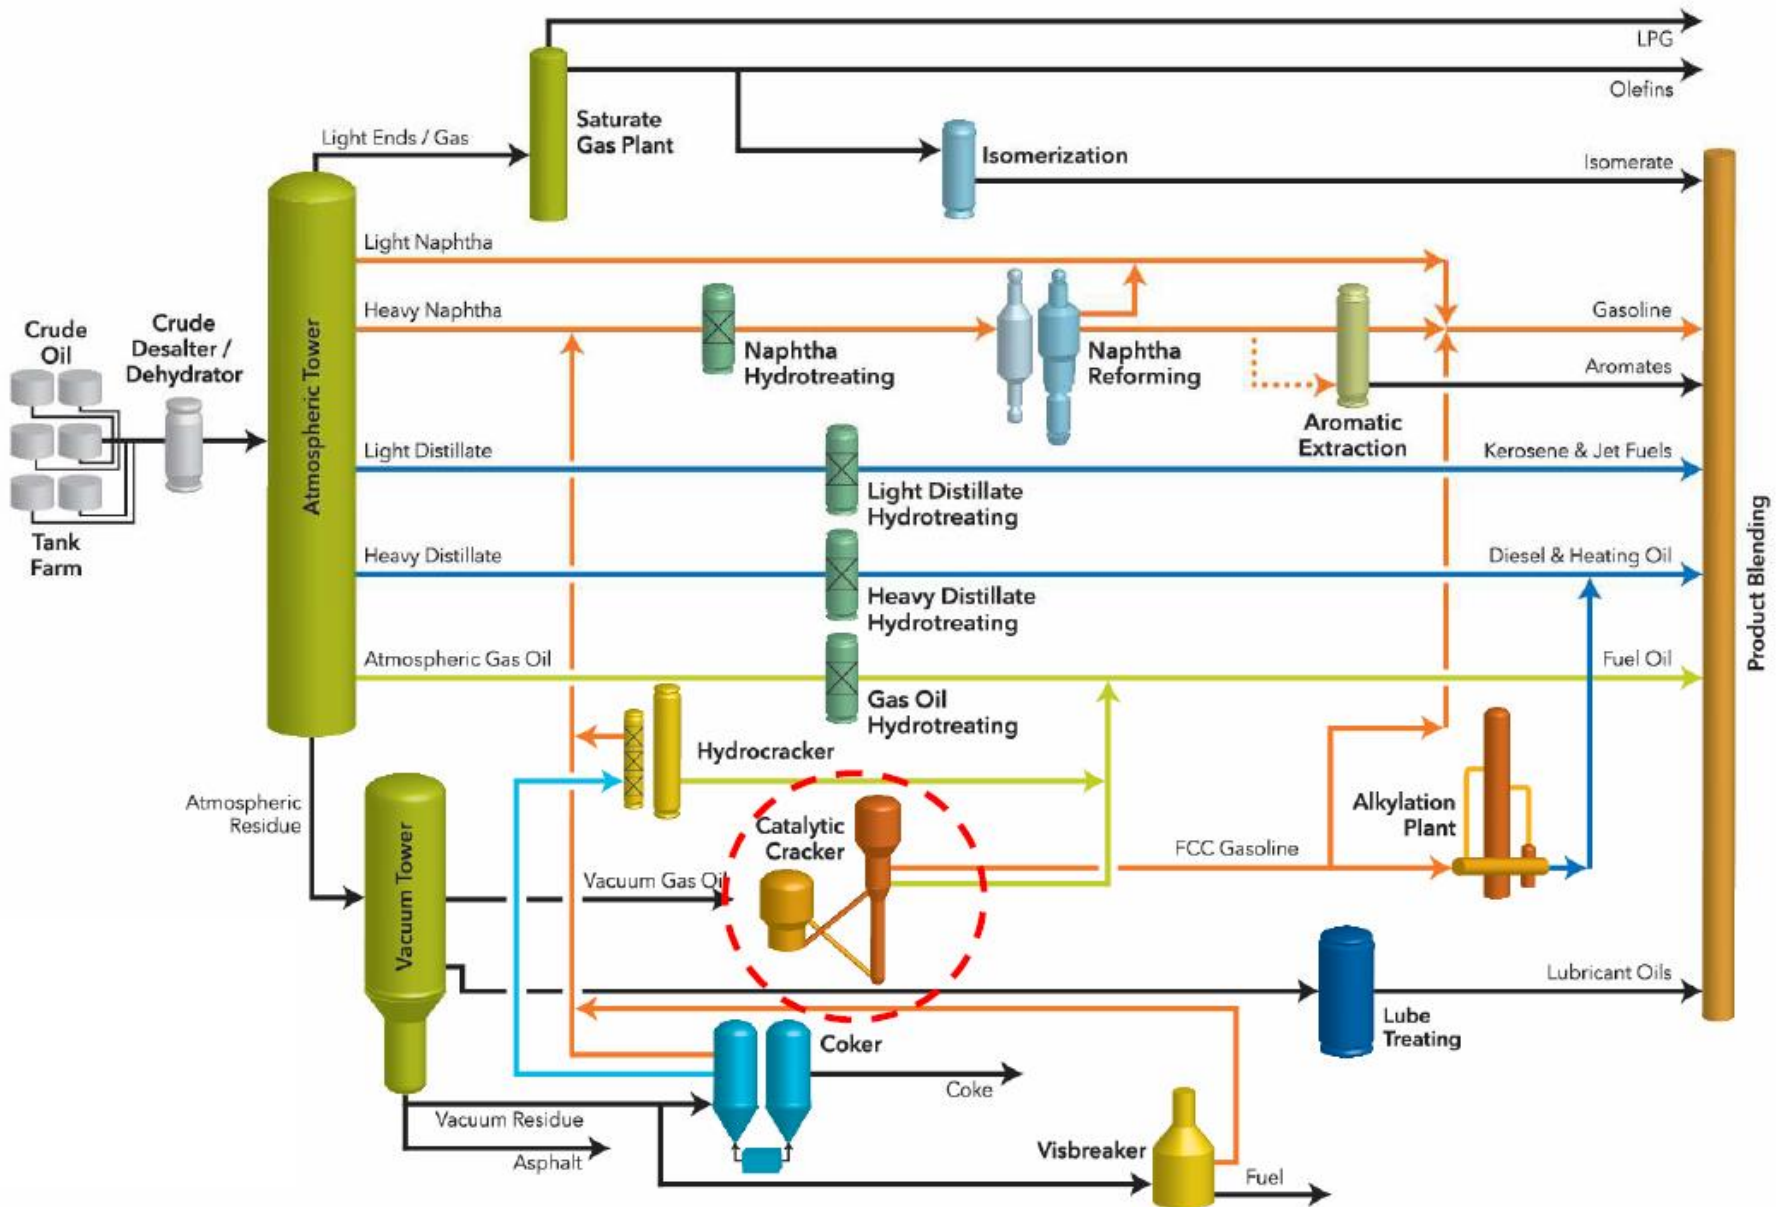 LPG
Olefins
Saturate
Gas Plant
Light Ends / Gas
Isomerization
Isomerate
Light Naphtha
Heavy Naphtha
Naphtha
Hydrotreating
Naphtha
Reforming
Gasoline
Aromates
Aromatic
Extraction
Crude
Oil
Crude
Desalter /
Dehydrator
Tank
Farm
Atmospheric Tower
Light Distillate
Light Distillate
Hydrotreating
Kerosene & Jet Fuels
Heavy Distillate
Heavy Distillate
Hydrotreating
Diesel & Heating Oil
Product Blending
Atmospheric Gas Oil
Gas Oil
Hydrotreating
Fuel Oil
Hydrocracker
Atmospheric
Residue
Vacuum Tower
Catalytic
Cracker
Vacuum Gas Oil
FCC Gasoline
Alkylation
Plant
Lubricant Oils
Lube
Treating
Coker
Coke
Vacuum Residue
Asphalt
Visbreaker
Fuel